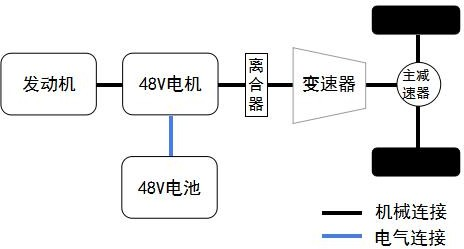 发动机
48V电机
离
合
器
变速器
主减
速器
48V电池
机械连接
电气连接